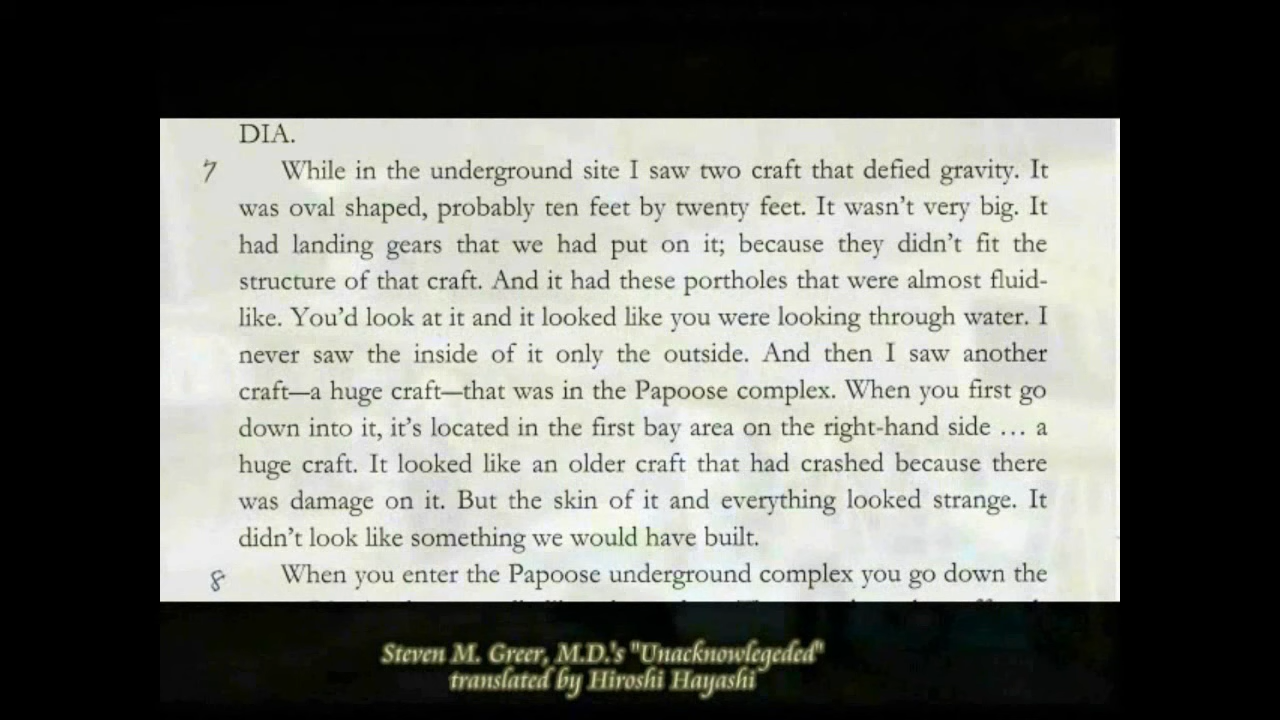 DIA.
7 While in the underground site I saw two craft that defied gravity. It
was oval shaped, probably ten feet by twenty feet. It wasn't very big. It
had landing gears that we had put on it; because they didn't fit the
structure of that craft. And it had these portholes that were almost fluid-
like. You'd look at it and it looked like you were looking through water. I
never saw the inside of it only the outside. And then I saw another
craft—a huge craft—that was in the Papoose complex. When you first go
down into it, it's located in the first bay area on the right-hand side … a
huge craft. It looked like an older craft that had crashed because there
was damage on it. But the skin of it and everything looked strange. It
didn't look like something we would have built.
8 When you enter the Papoose underground complex you go down the
Steven M. Greer, M.D.'s "Unacknowlegeded"
translated by Hiroshi Hayashi